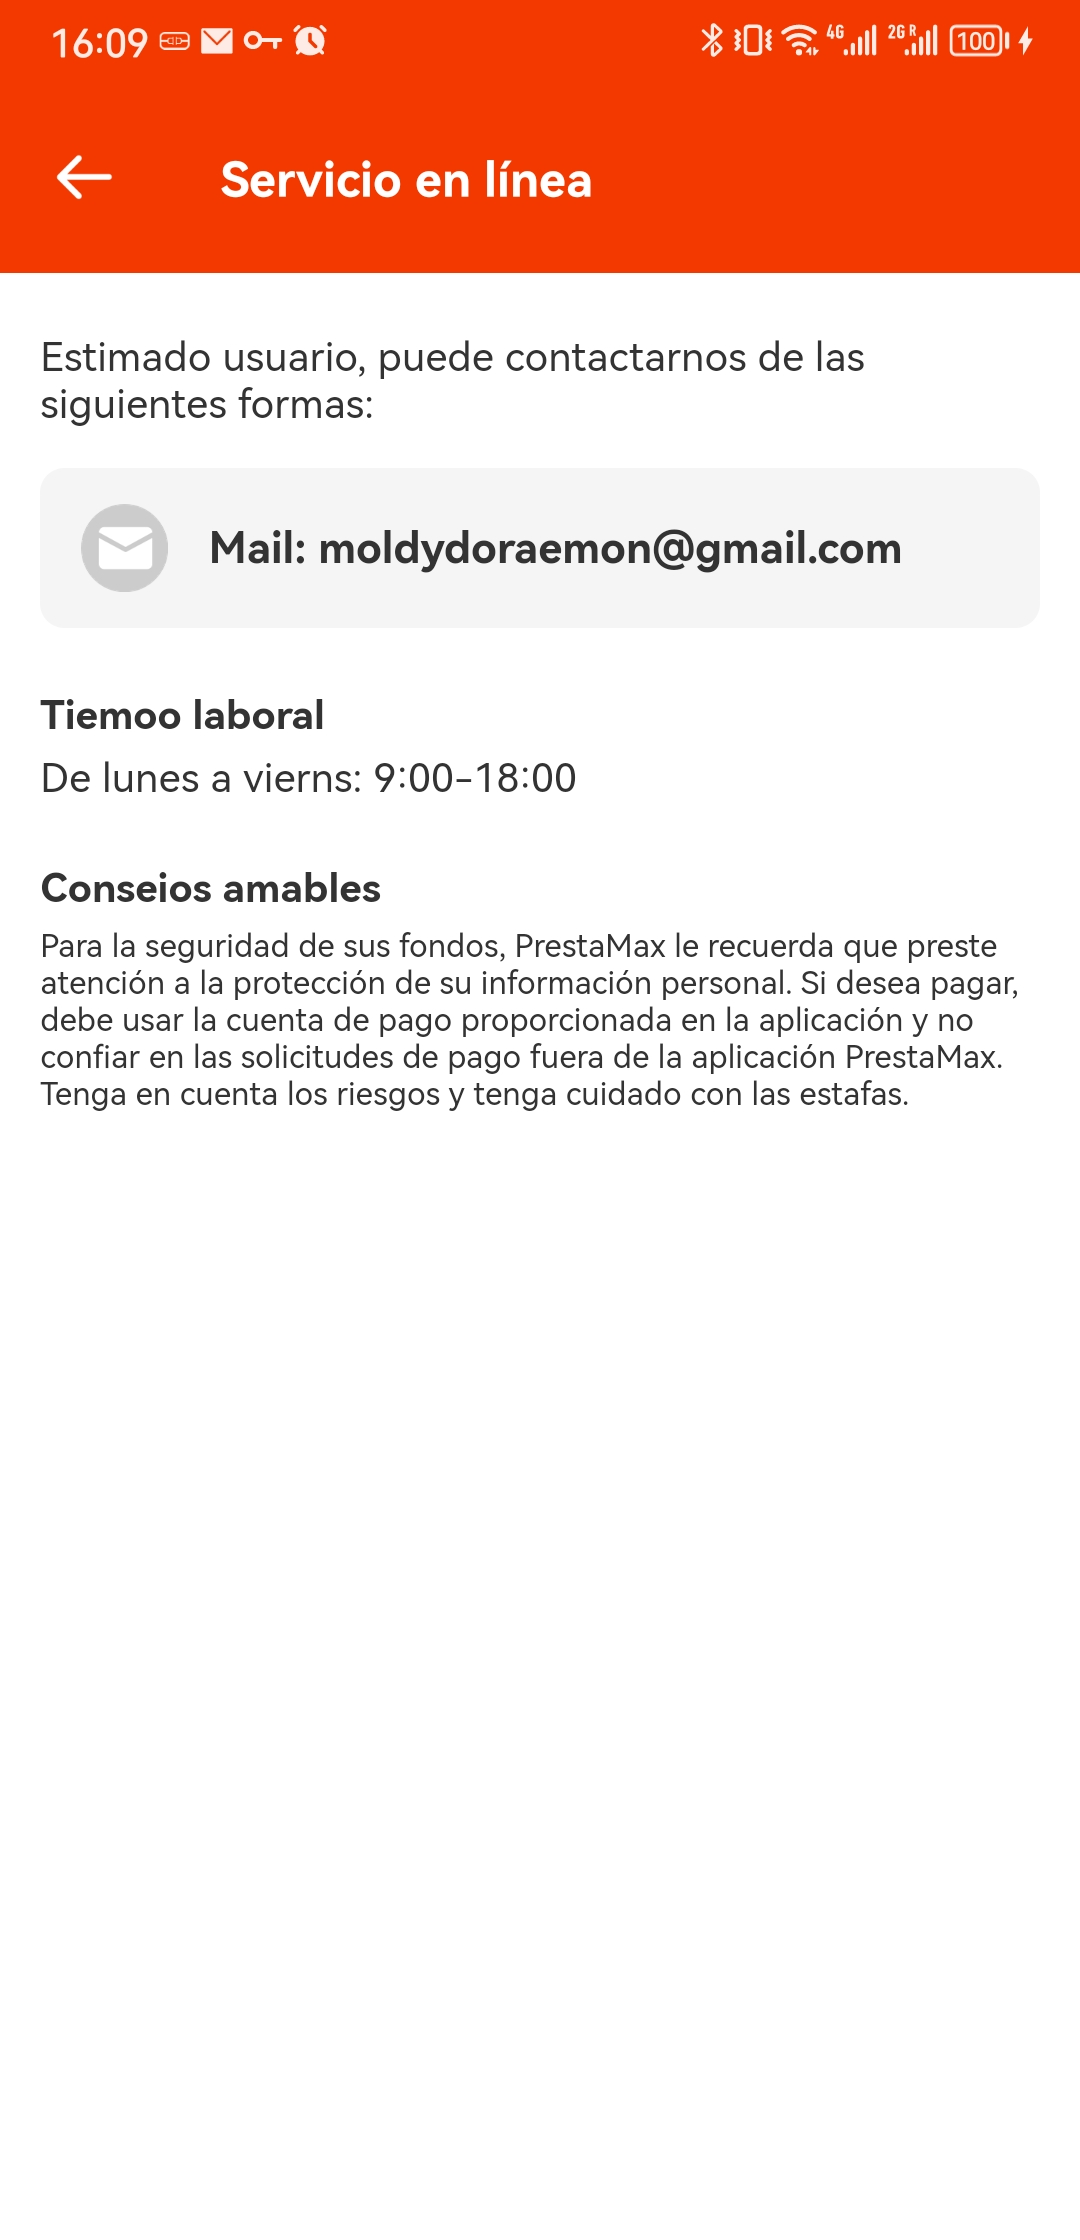 16:09
4G
2G R
100
Servicio en línea
Estimado usuario, puede contactarnos de las
siguientes formas:
Mail: moldydoraemon@gmail.com
Tiemoo laboral
De lunes a vierns: 9:00-18:00
Conseios amables
Para la seguridad de sus fondos, PrestaMax le recuerda que preste
atención a la protección de su información personal. Si desea pagar,
debe usar la cuenta de pago proporcionada en la aplicación y no
confiar en las solicitudes de pago fuera de la aplicación PrestaMax.
Tenga en cuenta los riesgos y tenga cuidado con las estafas.